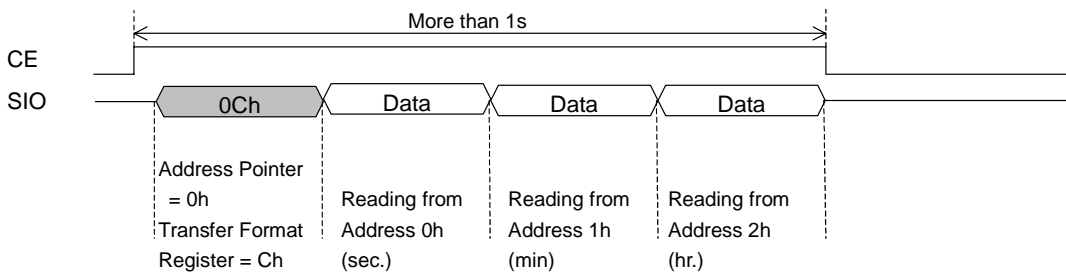 More than 1s
CE
SIO
0Ch Data Data Data
Address Pointer
= 0h
Transfer Format
Register = Ch
Reading from
Address 0h
(sec.)
Reading from
Address 1h
(min)
Reading from
Address 2h
(hr.)